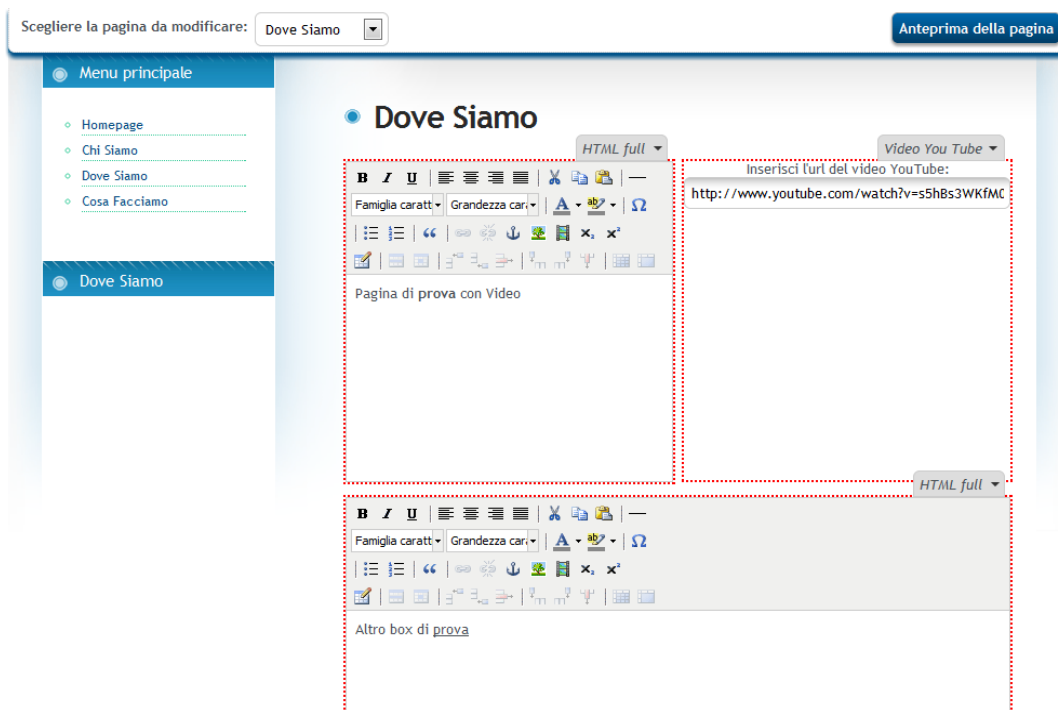 Scegliere la pagina da modificare: Dove Siamo Anteprima della pagina
Menu principale
Homepage
Chi Siamo
Dove Siamo
Cosa Facciamo
Dove Siamo
Dove Siamo
HTML full
B I U
Famiglia caratt Grandezza car A ab Ω
Pagina di prova con Video
Video You Tube
Inserisci l'url del video YouTube:
http://www.youtube.com/watch?v=s5hBs3WKfM
HTML full
B I U
Famiglia caratt Grandezza car A ab Ω
Altro box di prova